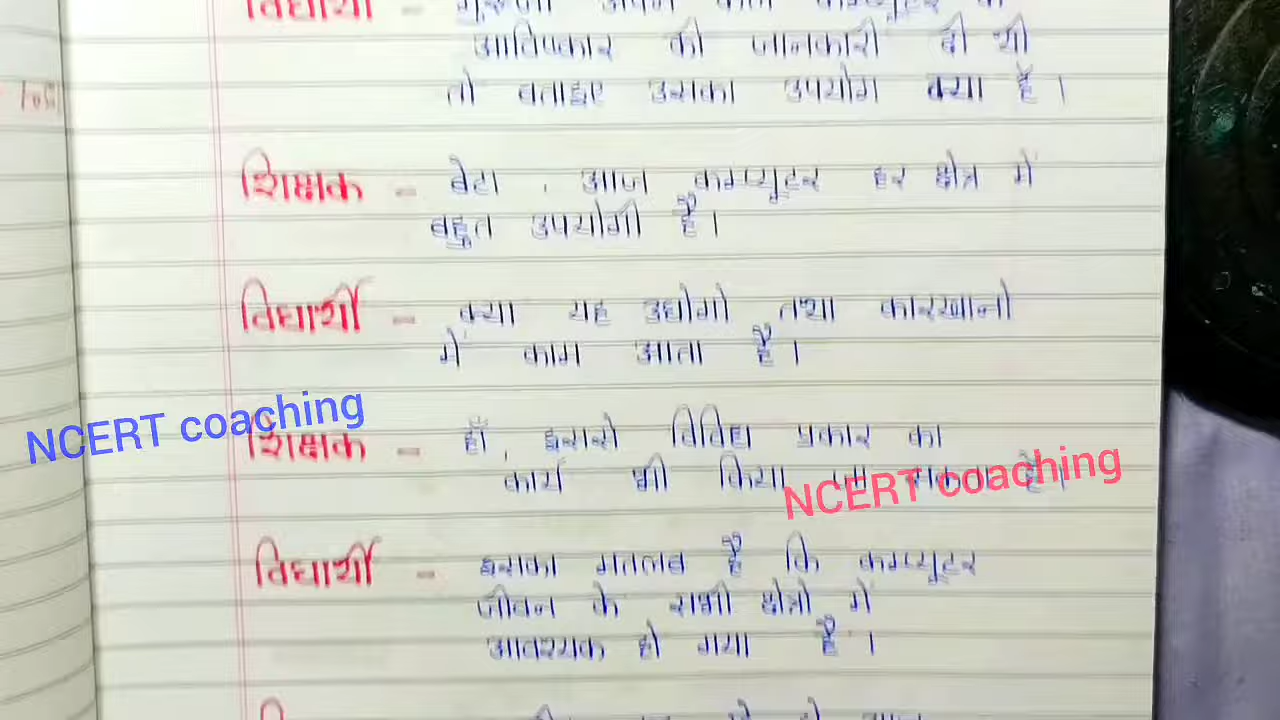 विद्यार्थी -
आविष्कार की जानकारी दी थी
तो बताइए उसका उपयोग क्या है।
शिक्षक - बेटा , आज कम्प्यूटर हर क्षेत्र में
बहुत उपयोगी है।
विद्यार्थी - क्या यह उद्योगो तथा कारखानो
में काम आता है।
शिक्षक - हाँ , इससे विविध प्रकार का
कार्य भी किया जा सकता है।
NCERT coaching
NCERT coaching
विद्यार्थी - इसका मतलब है कि कम्प्यूटर
जीवन के सभी क्षेत्रो में
आवश्यक हो गया है।